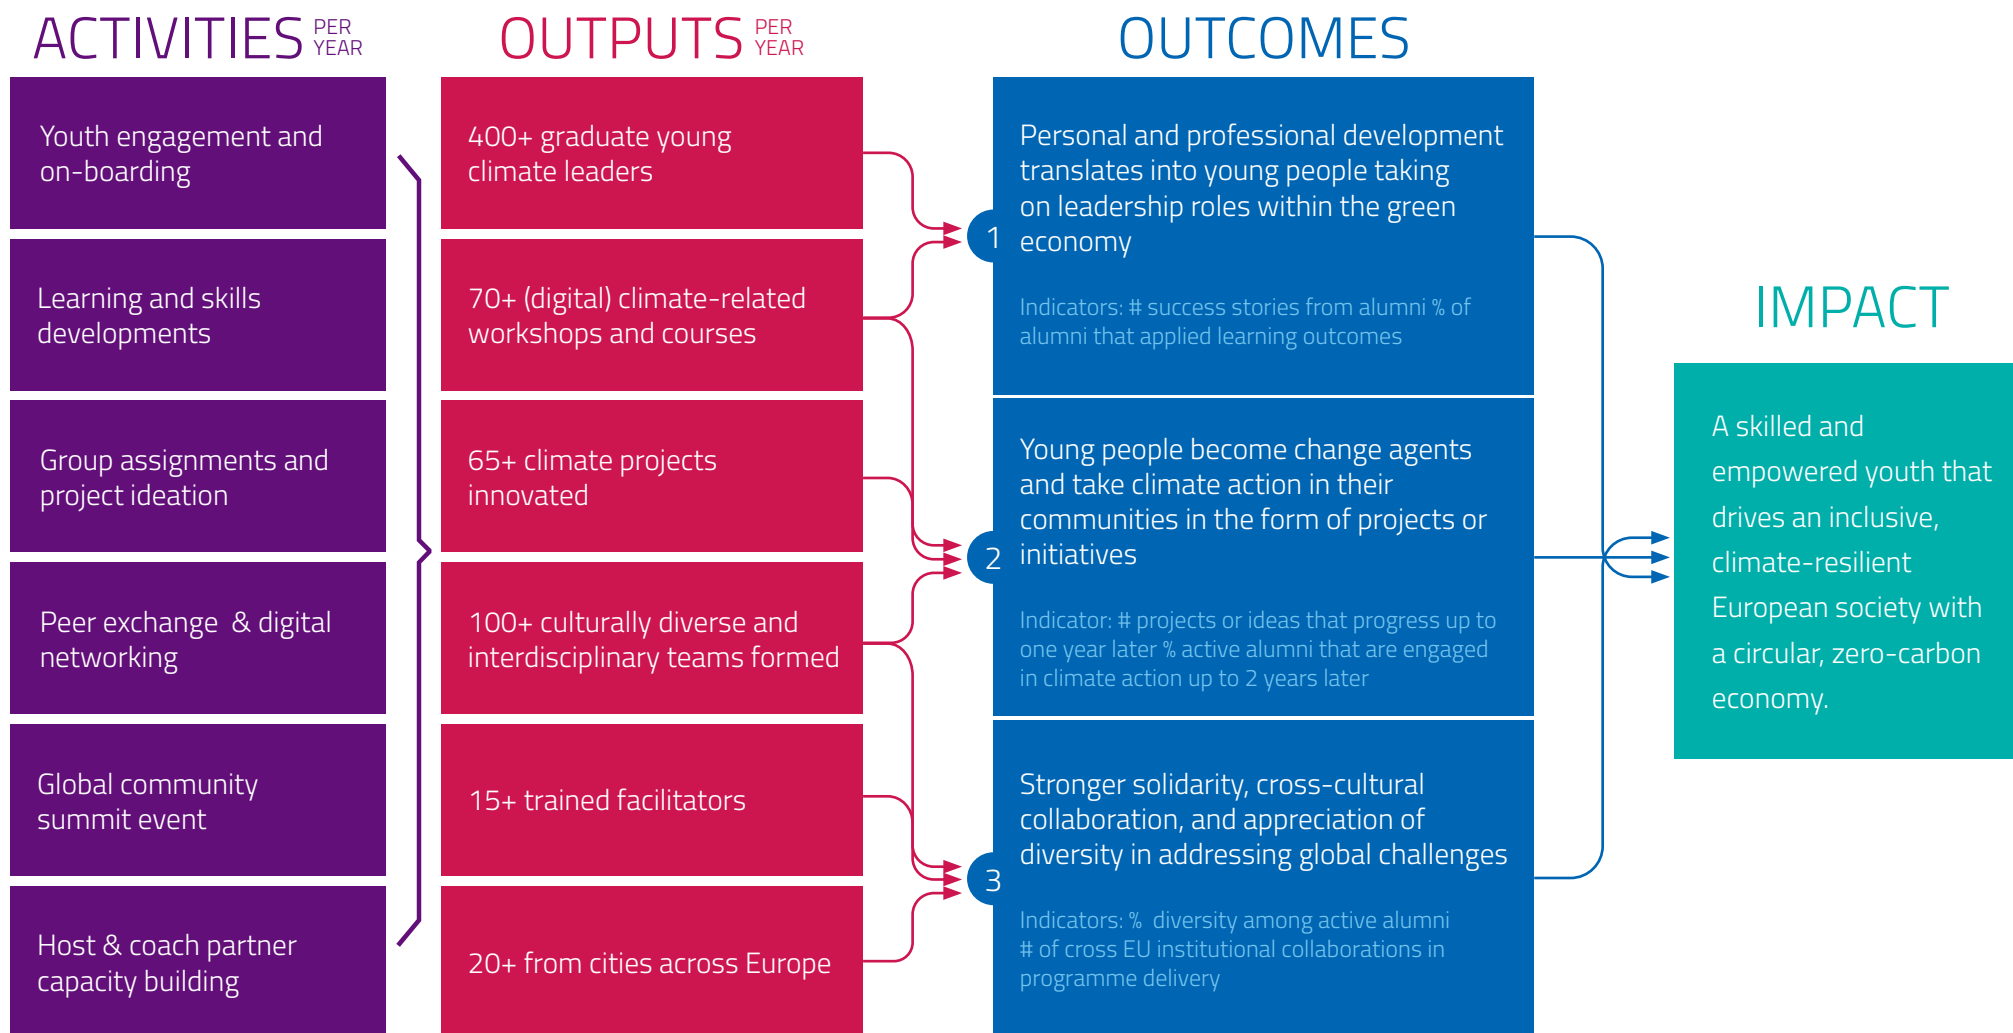 ACTIVITIES PER YEAR
Youth engagement and
on-boarding
Learning and skills
developments
Group assignments and
project ideation
Peer exchange & digital
networking
Global community
summit event
Host & coach partner
capacity building
OUTPUTS PER YEAR
400+ graduate young
climate leaders
70+ (digital) climate-related
workshops and courses
65+ climate projects
innovated
100+ culturally diverse and
interdisciplinary teams formed
15+ trained facilitators
20+ from cities across Europe
OUTCOMES
1
Personal and professional development
translates into young people taking
on leadership roles within the green
economy
Indicators: # success stories from alumni % of
alumni that applied learning outcomes
2
Young people become change agents
and take climate action in their
communities in the form of projects or
initiatives
Indicator: # projects or ideas that progress up to
one year later % active alumni that are engaged
in climate action up to 2 years later
3
Stronger solidarity, cross-cultural
collaboration, and appreciation of
diversity in addressing global challenges
Indicators: % diversity among active alumni
# of cross EU institutional collaborations in
programme delivery
IMPACT
A skilled and
empowered youth that
drives an inclusive,
climate-resilient
European society with
a circular, zero-carbon
economy.